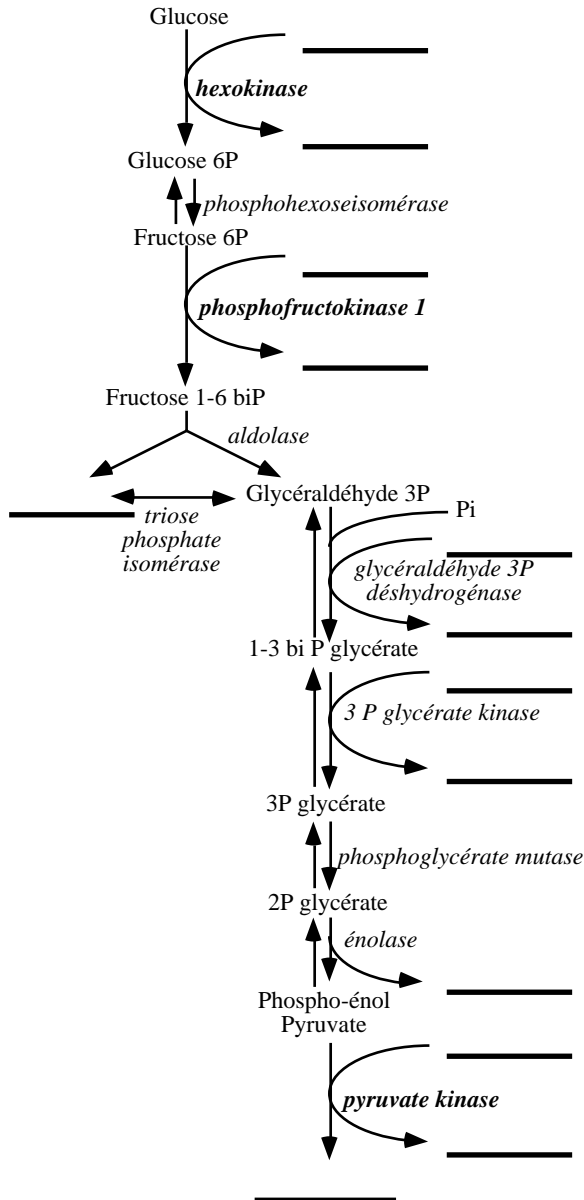 Glucose
hexokinase
Glucose 6P
phosphohexoseisomérase
Fructose 6P
phosphofructokinase 1
Fructose 1-6 biP
aldolase
Glycéraldéhyde 3P
triose
phosphate
isomérase
Pi
glycéraldéhyde 3P
déshydrogénase
1-3 bi P glycérate
3 P glycérate kinase
3P glycérate
phosphoglycérate mutase
2P glycérate
énolase
Phospho-énol
Pyruvate
pyruvate kinase